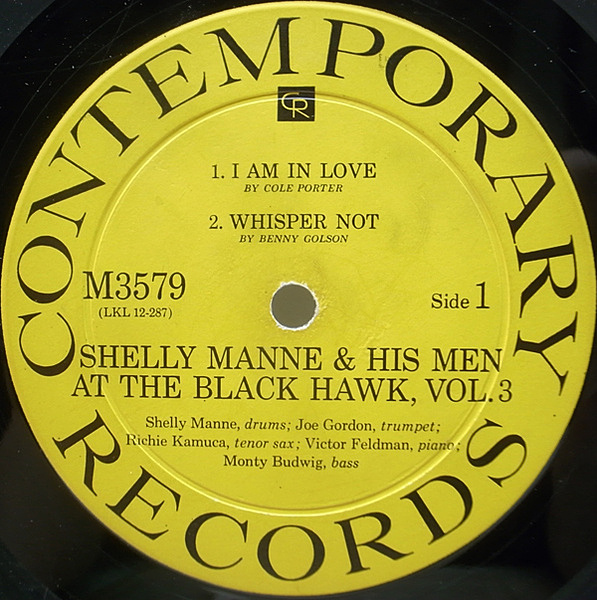 CONTEMPORARY
CR
1. I AM IN LOVE
BY COLE PORTER
2. WHISPER NOT
BY BENNY GOLSON
M3579
(LKL 12-287)
Side 1
SHELLY MANNE & HIS MEN
AT THE BLACK HAWK, VOL. 3
Shelly Manne, drums; Joe Gordon, trumpet;
Richie Kamuca, tenor sax; Victor Feldman, piano;
Monty Budwig, bass
RECORDS